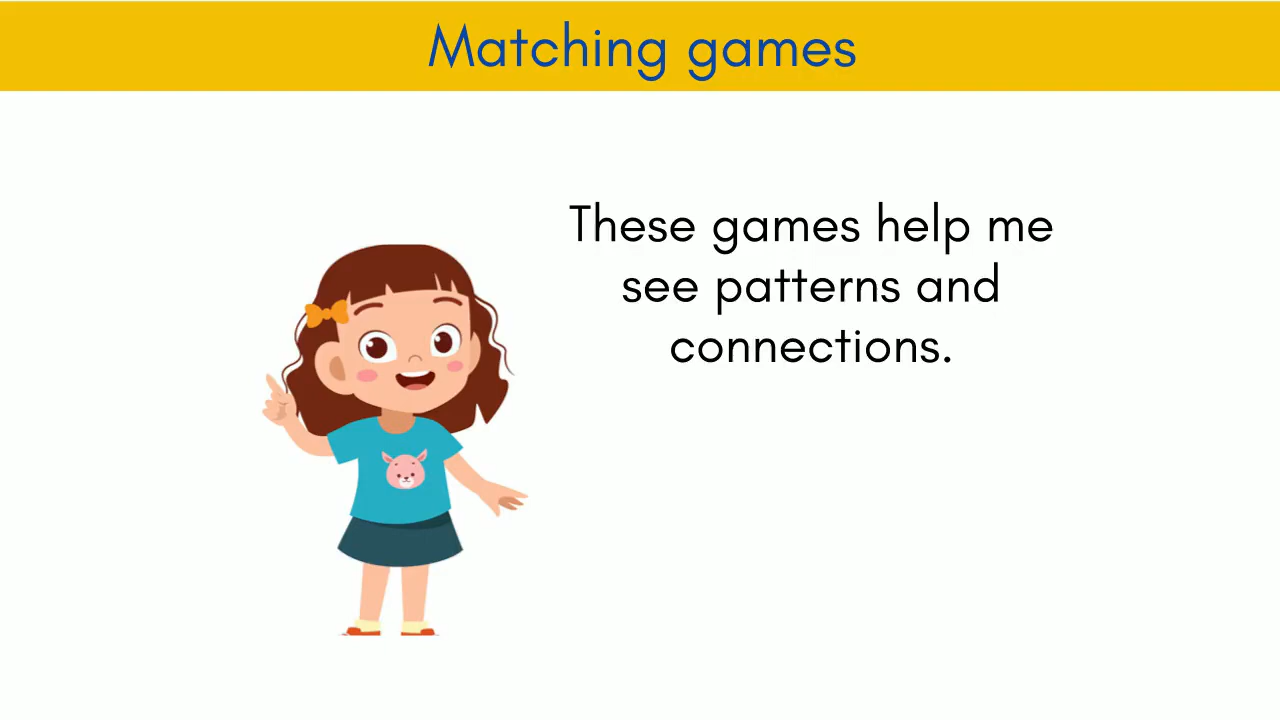 Matching games
These games help me
see patterns and
connections.